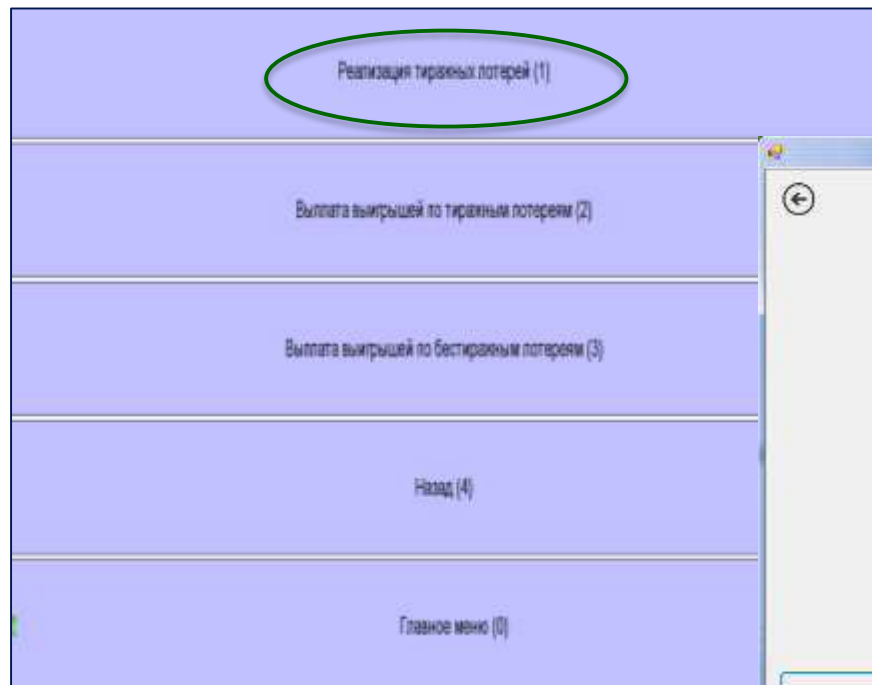 Реализация тиражных лотерей (1)
Выплата выигрышей по тиражным лотереям (2)
Выплата выигрышей по бестиражным лотереям (3)
Назад (4)
Главное меню (0)